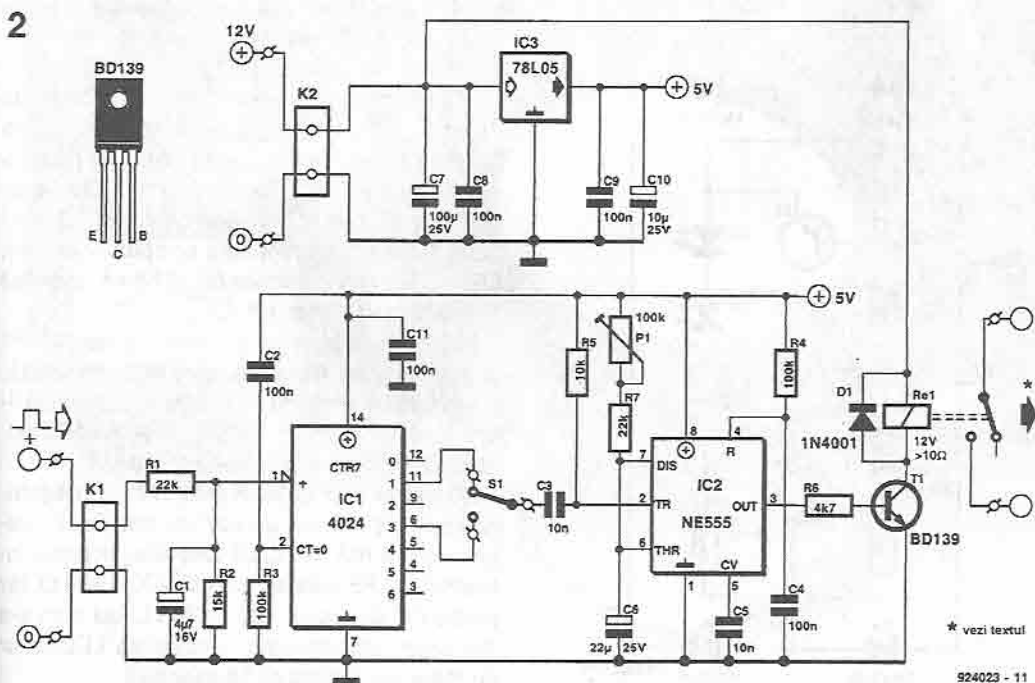 2
BD139
E
C
B
12V
K2
0
IC3
78L05
5V
C7
100µ
25V
C8
100n
C9
100n
C10
10µ
25V
5V
C2
100n
C11
100n
R5
10k
100k
P1
R4
100k
R7
22k
14
CTR7
IC1
4024
CT=0
1
+
2
7
0 12
1 11
2 9
3 6
4 5
5 4
6 3
S1
C3
10n
8
4
R
7 DIS
IC2
2 TR
NE555
OUT 3
6 THR
CV
1
5
R6
4k7
D1
1N4001
Re1
12V
>10Ω
T1
BD139
*
+
K1
R1
22k
0
C1
4µ7
16V
R2
15k
R3
100k
C6
22µ 25V
C5
10n
C4
100n
* vezi textul
924023 - 11